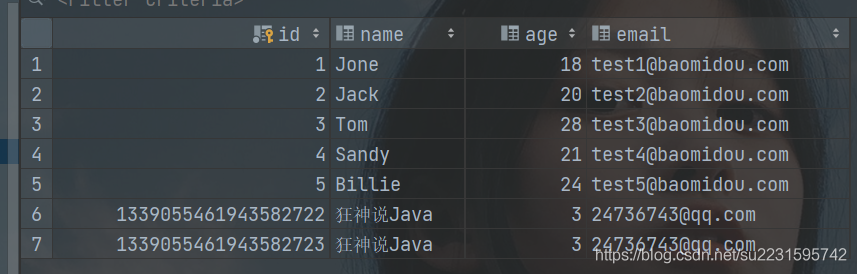 <Filter Criteria>
id name age email
1 1 Jone 18 test1@baomidou.com
2 2 Jack 20 test2@baomidou.com
3 3 Tom 28 test3@baomidou.com
4 4 Sandy 21 test4@baomidou.com
5 5 Billie 24 test5@baomidou.com
6 1339055461943582722 狂神说Java 3 24736743@qq.com
7 1339055461943582723 狂神说Java 3 24736743@qq.com
https://blog.csdn.net/su2231595742